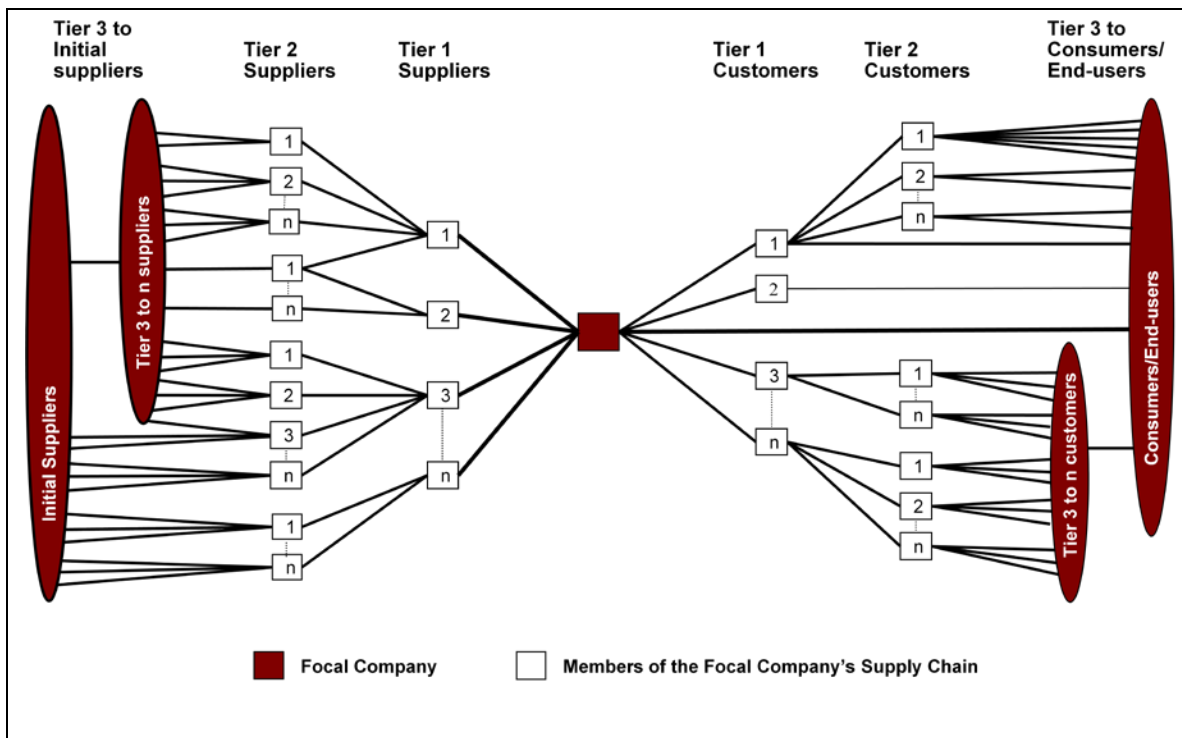 Tier 3 to
Initial
suppliers
Tier 2
Suppliers
Tier 1
Suppliers
Tier 1
Customers
Tier 2
Customers
Tier 3 to
Consumers/
End-users
Initial Suppliers
Tier 3 to n suppliers
1
2
n
1
n
1
2
3
n
1
n
1
2
3
n
1
2
3
n
1
2
n
1
n
1
2
n
Tier 3 to n customers
Consumers/End-users
Focal Company
Members of the Focal Company’s Supply Chain